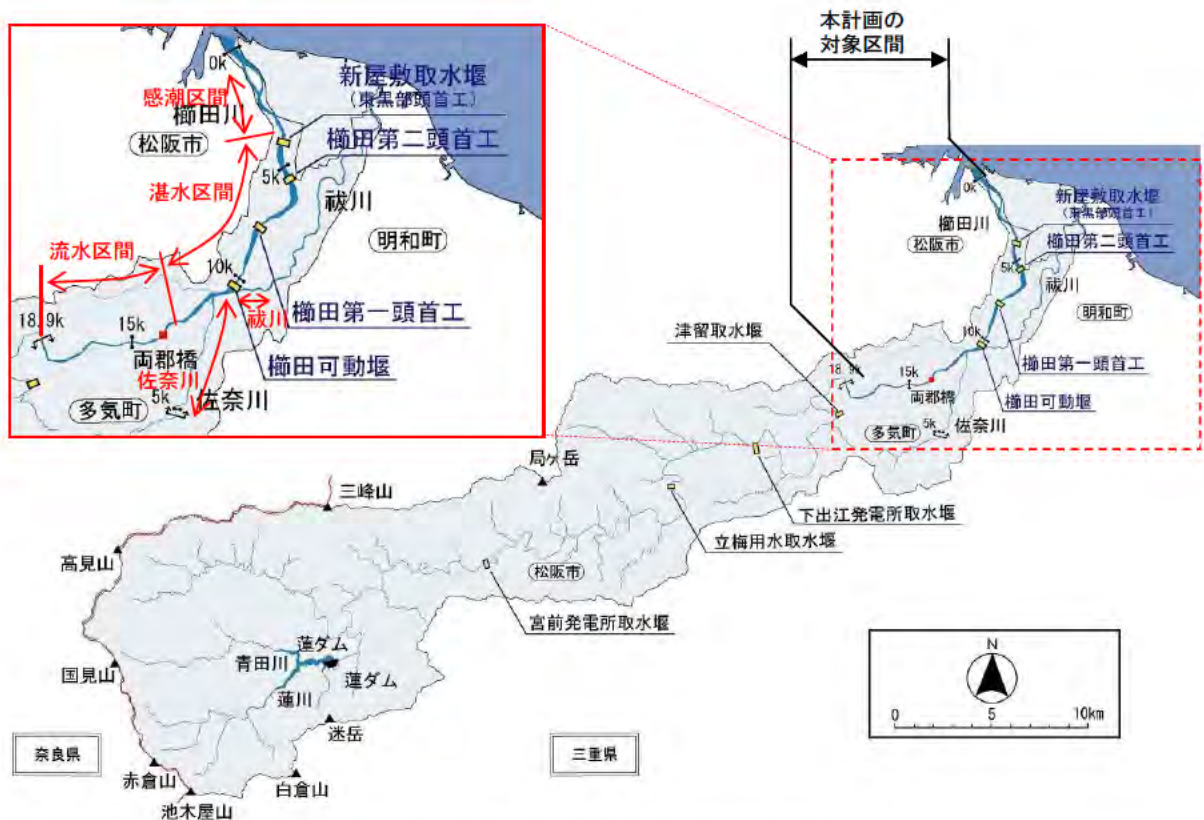 本計画の
対象区間
0k
感潮区間
櫛田川
松阪市
新屋敷取水堰
(東黒部頭首工)
櫛田第二頭首工
5k
湛水区間
祓川
明和町
流水区間
10k
祓川
櫛田第一頭首工
18.9k
15k
両郡橋
櫛田可動堰
佐奈川
佐奈川
5k
多気町
0k
新屋敷取水堰
(東黒部頭首工)
櫛田川
松阪市
櫛田第二頭首工
5k
祓川
明和町
津留取水堰
10k
櫛田第一頭首工
18.9k
15k
両郡橋
櫛田可動堰
多気町
5k
佐奈川
局ヶ岳
三峰山
下出江発電所取水堰
立梅用水取水堰
高見山
松阪市
宮前発電所取水堰
蓮ダム
青田川
国見山
蓮ダム
蓮川
迷岳
奈良県
三重県
赤倉山
白倉山
池木屋山
N
0
5
10km